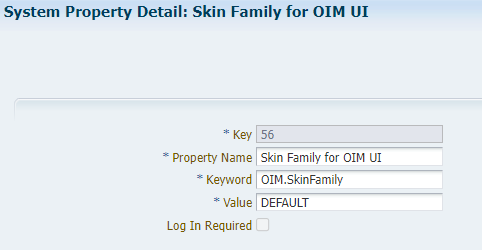 System Property Detail: Skin Family for OIM UI
* Key 56
* Property Name Skin Family for OIM UI
* Keyword OIM.SkinFamily
* Value DEFAULT
Log In Required